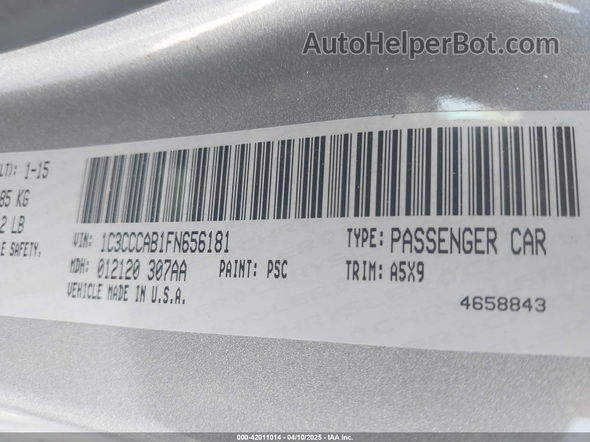 AutoHelperBot.com
LT): 1-15
85 KG
2 LB
E SAFETY.
VIN: 1C3CCCAB1FN656181 TYPE: PASSENGER CAR
MDH: 012120 307AA PAINT: PSC TRIM: A5X9
VEHICLE MADE IN U.S.A.
4658843
000-42011014 - 04/10/2025 - IAA Inc.